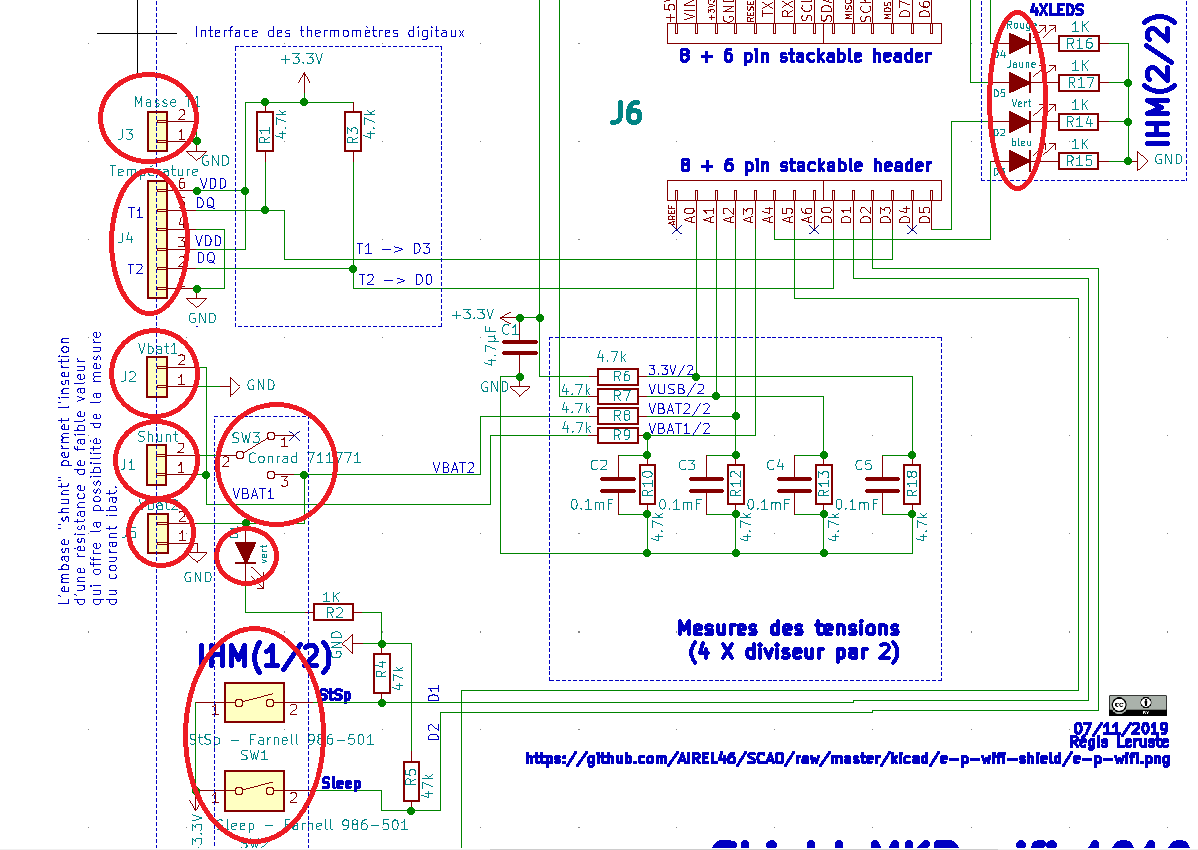 4XLEDS
+5V
VIN
+3V3
GND
RESE
TX
RX
SCL
SDA
MISO
SCK
MOS
D7
D6
Interface des thermomètres digitaux
8 + 6 pin stackable header
Rouge
1K
R16
D4
Jaune
1K
R17
D5
Vert
1K
R14
D2
bleu
1K
R15
GND
IHM(2/2)
+3.3V
R1
4.7k
R3
4.7k
Masse T1
J3
2
1
GND
J6
8 + 6 pin stackable header
AREF
A0
A1
A2
A3
A4
A5
A6
D0
D1
D2
D3
D4
D5
Température
T1
J4
T2
6
VDD
DQ
4
3
VDD
2
DQ
GND
T1 -> D3
T2 -> D0
+3.3V
C1
4.7µF
GND
Vbat1
J2
2
1
GND
L'embase "shunt" permet l'insertion
d'une résistance de faible valeur
qui offre la possibilité de la mesure
du courant Ibat.
Shunt
J1
2
1
SW3
1
2
Conrad 711771
3
VBAT1
VBAT2
4.7k
R6
3.3V/2
4.7k
R7
VUSB/2
4.7k
R8
VBAT2/2
4.7k
R9
VBAT1/2
C2
0.1mF
R10
4.7k
C3
0.1mF
R12
4.7k
C4
0.1mF
R13
4.7k
C5
0.1mF
R18
4.7k
Vbat2
2
1
GND
vert
1K
R2
GND
R4
47k
Mesures des tensions
(4 X diviseur par 2)
IHM(1/2)
StSp
1
2
StSp – Farnell 986-501
SW1
D1
D2
Sleep
1
2
Sleep – Farnell 986-501
R5
47k
3.3V
07/11/2019
Régis Leruste
https://github.com/AIREL46/SCAO/raw/master/kicad/e-p-wifi-shield/e-p-wifi.png